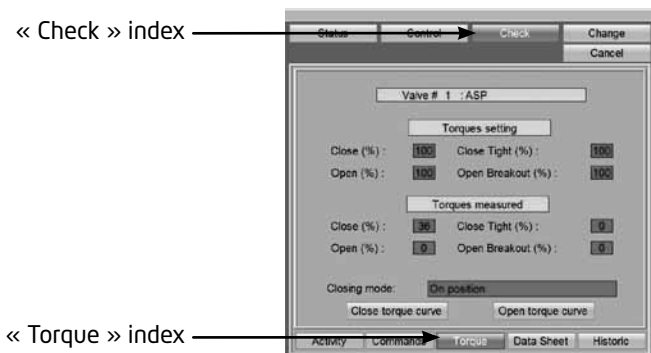 « Check » index
Status Control Check Change
Cancel
Valve # 1 : ASP
Torques setting
Close (%) : 100 Close Tight (%) : 100
Open (%) : 100 Open Breakout (%) : 100
Torques measured
Close (%) : 36 Close Tight (%) : 0
Open (%) : 0 Open Breakout (%) : 0
Closing mode: On position
Close torque curve Open torque curve
« Torque » index
Activity Commands Torque Data Sheet Historic